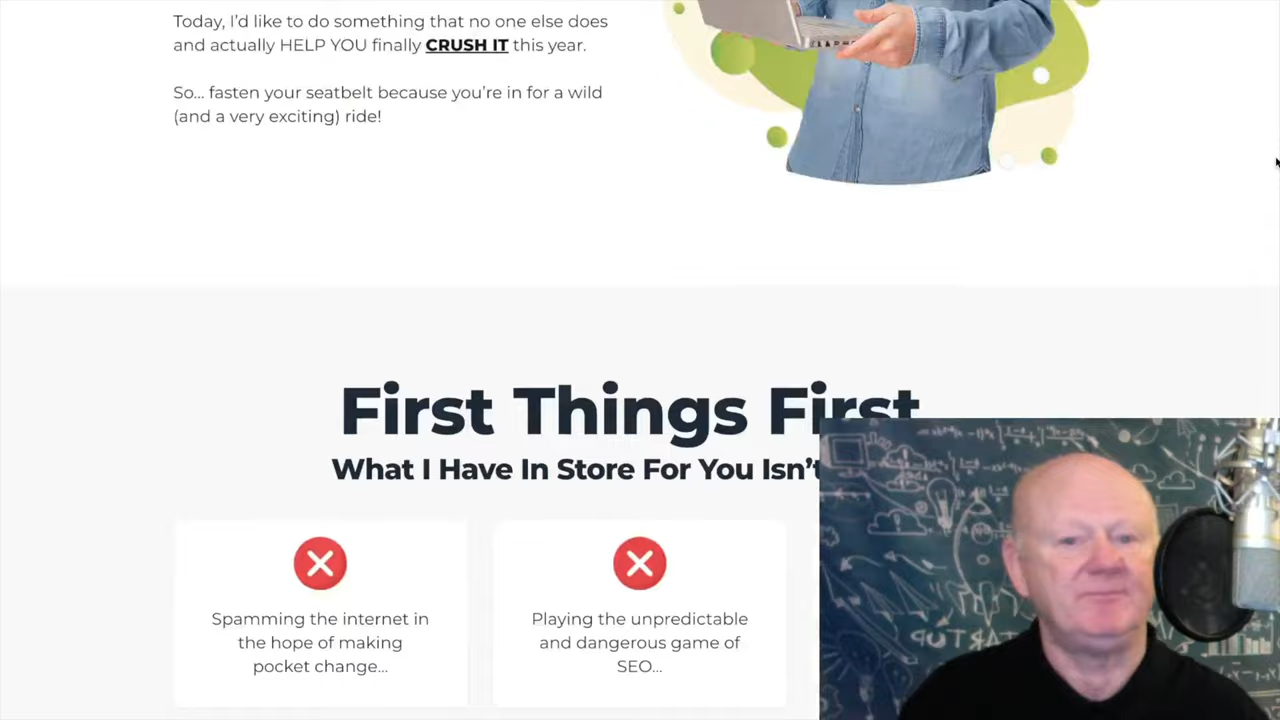 Today, I’d like to do something that no one else does
and actually HELP YOU finally CRUSH IT this year.
So... fasten your seatbelt because you’re in for a wild
(and a very exciting) ride!
First Things First
What I Have In Store For You Isn’t
Spamming the internet in
the hope of making
pocket change...
Playing the unpredictable
and dangerous game of
SEO...